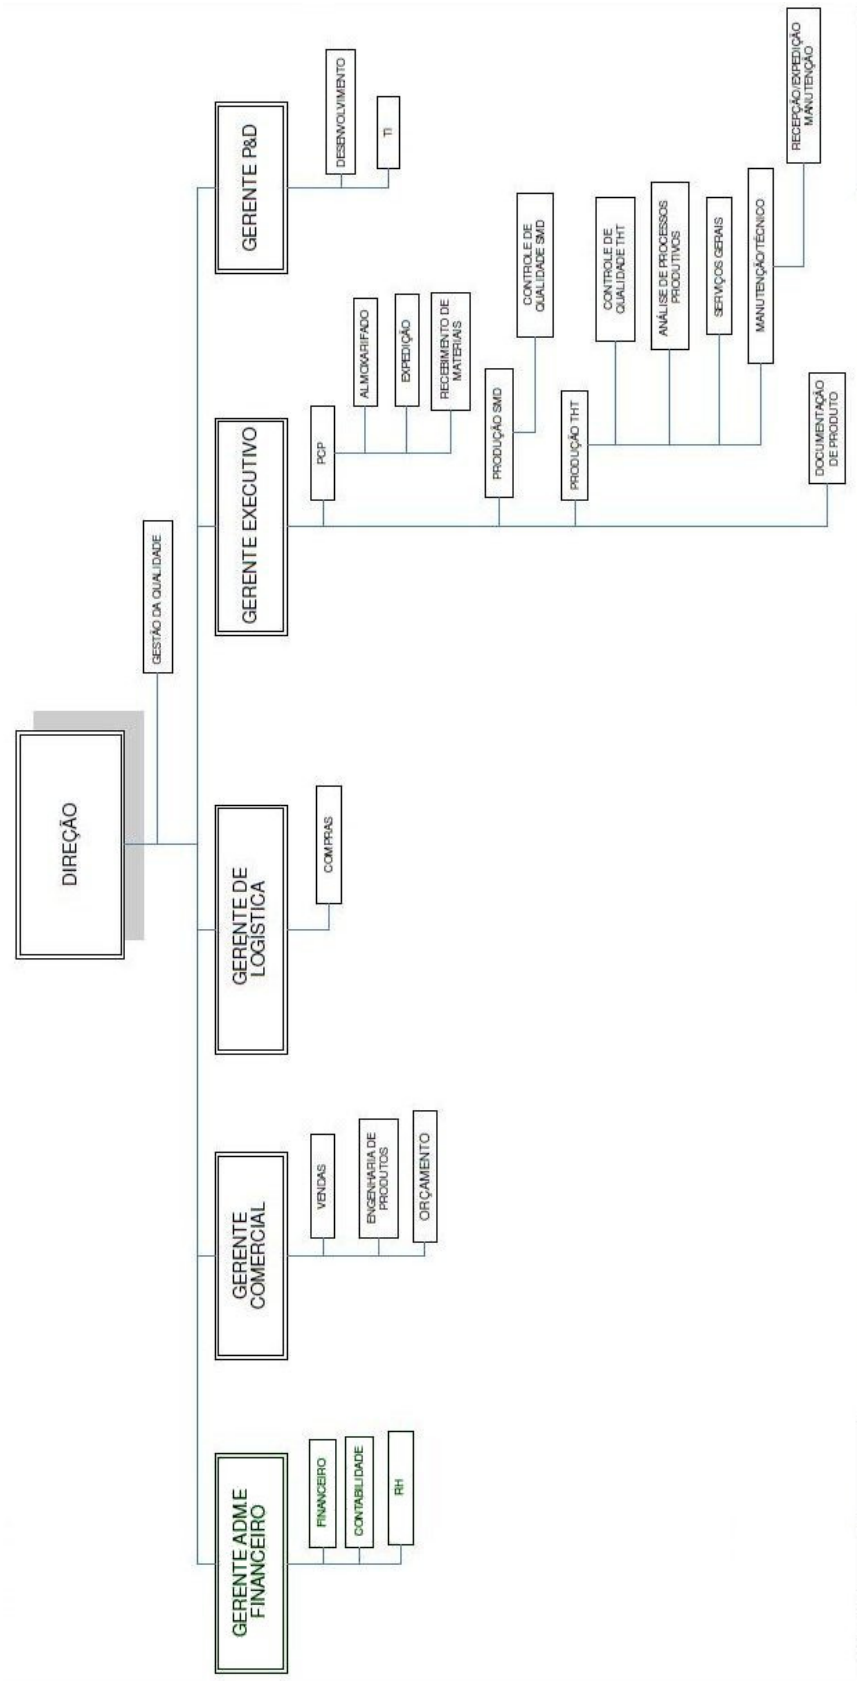 DIREÇÃO
GESTÃO DA QUALIDADE
GERENTE ADM.E
FINANCEIRO
FINANCEIRO
CONTABILIDADE
RH
GERENTE
COMERCIAL
VENDAS
ENGENHARIA DE
PRODUTOS
ORÇAMENTO
GERENTE DE
LOGÍSTICA
COMPRAS
GERENTE EXECUTIVO
PCP
ALMOXARIFADO
EXPEDIÇÃO
RECEBIMENTO DE
MATERIAIS
PRODUÇÃO SMD
CONTROLE DE
QUALIDADE SMD
PRODUÇÃO THT
CONTROLE DE
QUALIDADE THT
ANÁLISE DE PROCESSOS
PRODUTIVOS
SERVIÇOS GERAIS
MANUTENÇÃO/TÉCNICO
RECEPÇÃO/EXPEDIÇÃO
MANUTENÇÃO
DOCUMENTAÇÃO
DE PRODUTO
GERENTE P&D
DESENVOLVIMENTO
TI